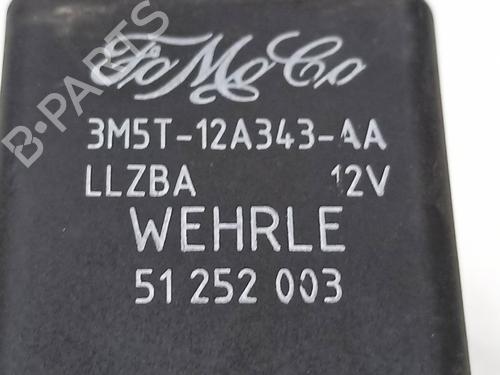 FoMoCo
3M5T-12A343-AA
LLZBA 12V
WEHRLE
51 252 003
B-PARTS